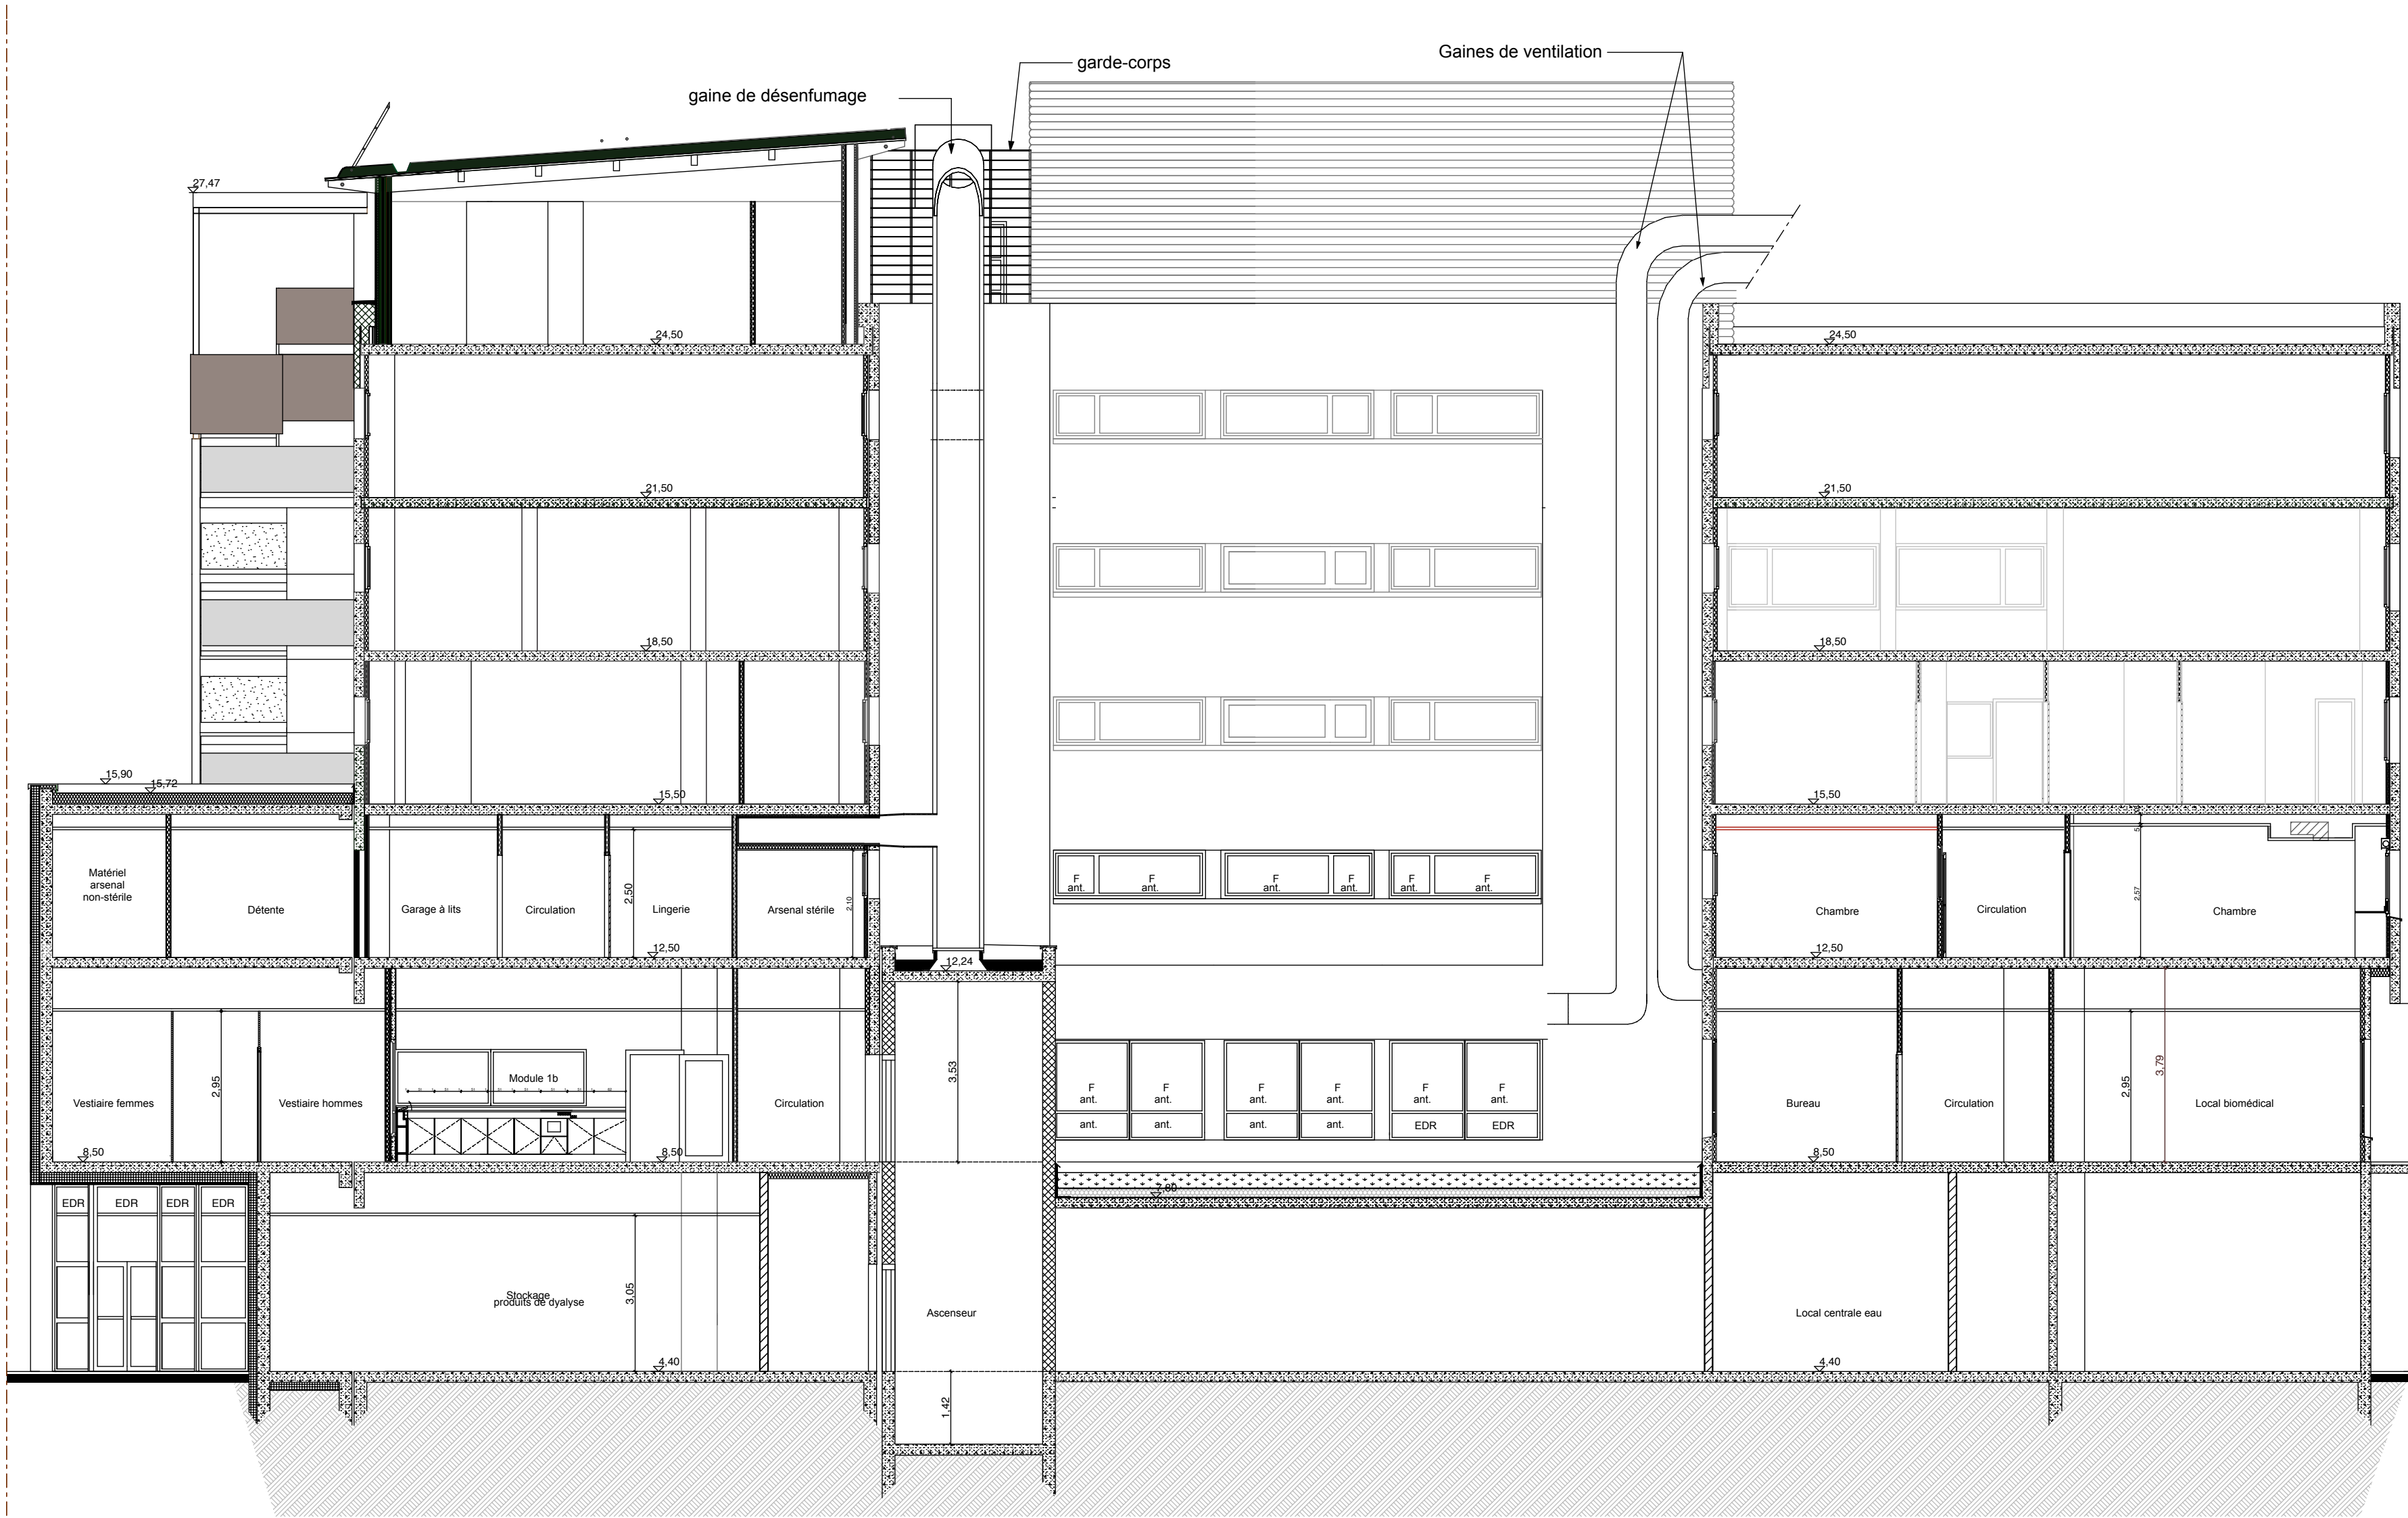 Gaines de ventilation
garde-corps
gaine de désenfumage
27,47
24,50
24,50
21,50
21,50
18,50
18,50
15,90
15,72
15,50
15,50
Matériel
arsenal
non-stérile
Détente
Garage à lits
Circulation
2,50
Lingerie
Arsenal stérile
2,10
F
ant.
F
ant.
F
ant.
F
ant.
F
ant.
F
ant.
Chambre
Circulation
5
2,57
Chambre
12,50
12,24
12,50
Vestiaire femmes
2,95
Vestiaire hommes
Module 1b
Circulation
3,53
F
ant.
F
ant.
F
ant.
F
ant.
F
ant.
F
ant.
ant.
ant.
ant.
ant.
EDR
EDR
Bureau
Circulation
2,95
3,79
Local biomédical
8,50
8,50
8,50
7,80
EDR
EDR
EDR
EDR
Stockage
produits de dyalyse
3,05
Ascenseur
Local centrale eau
4,40
4,40
1,42